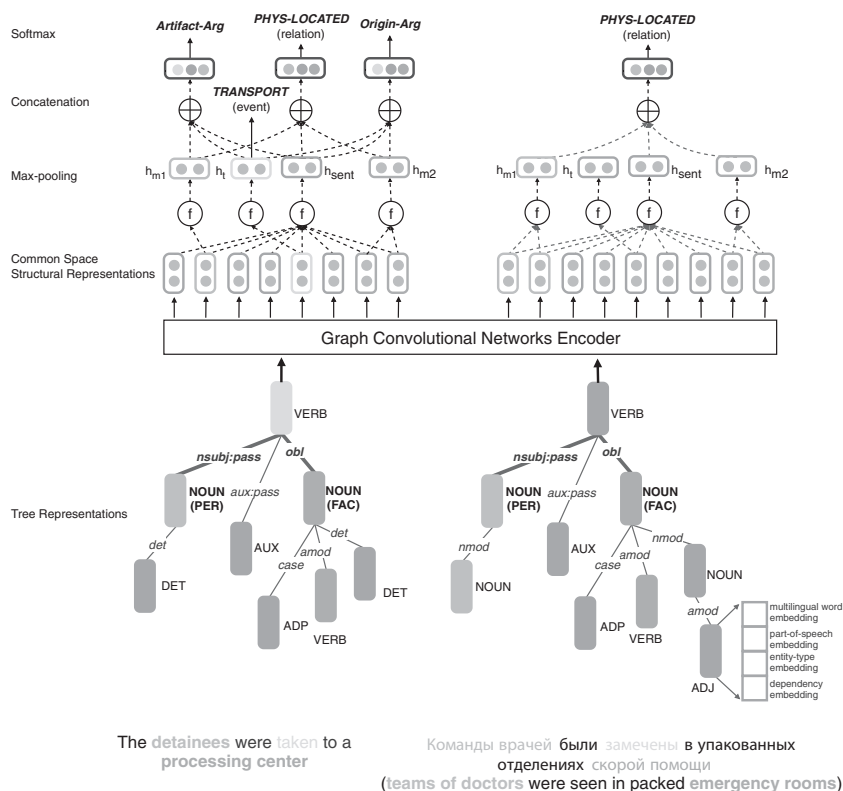 Softmax
Artifact-Arg
PHYS-LOCATED
(relation)
Origin-Arg
PHYS-LOCATED
(relation)
Concatenation
TRANSPORT
(event)
Max-pooling
hm1
ht
hsent
hm2
hm1
ht
hsent
hm2
f
f
f
f
f
f
f
f
Common Space
Structural Representations
Graph Convolutional Networks Encoder
Tree Representations
VERB
nsubj:pass
obl
NOUN
(PER)
aux:pass
NOUN
(FAC)
det
AUX
case
amod
det
DET
ADP
VERB
DET
VERB
nsubj:pass
obl
NOUN
(PER)
aux:pass
NOUN
(FAC)
nmod
AUX
case
amod
nmod
NOUN
ADP
VERB
NOUN
amod
ADJ
multilingual word
embedding
part-of-speech
embedding
entity-type
embedding
dependency
embedding
The detainees were taken to a
processing center
Команды врачей были замечены в упакованных
отделениях скорой помощи
(teams of doctors were seen in packed emergency rooms)